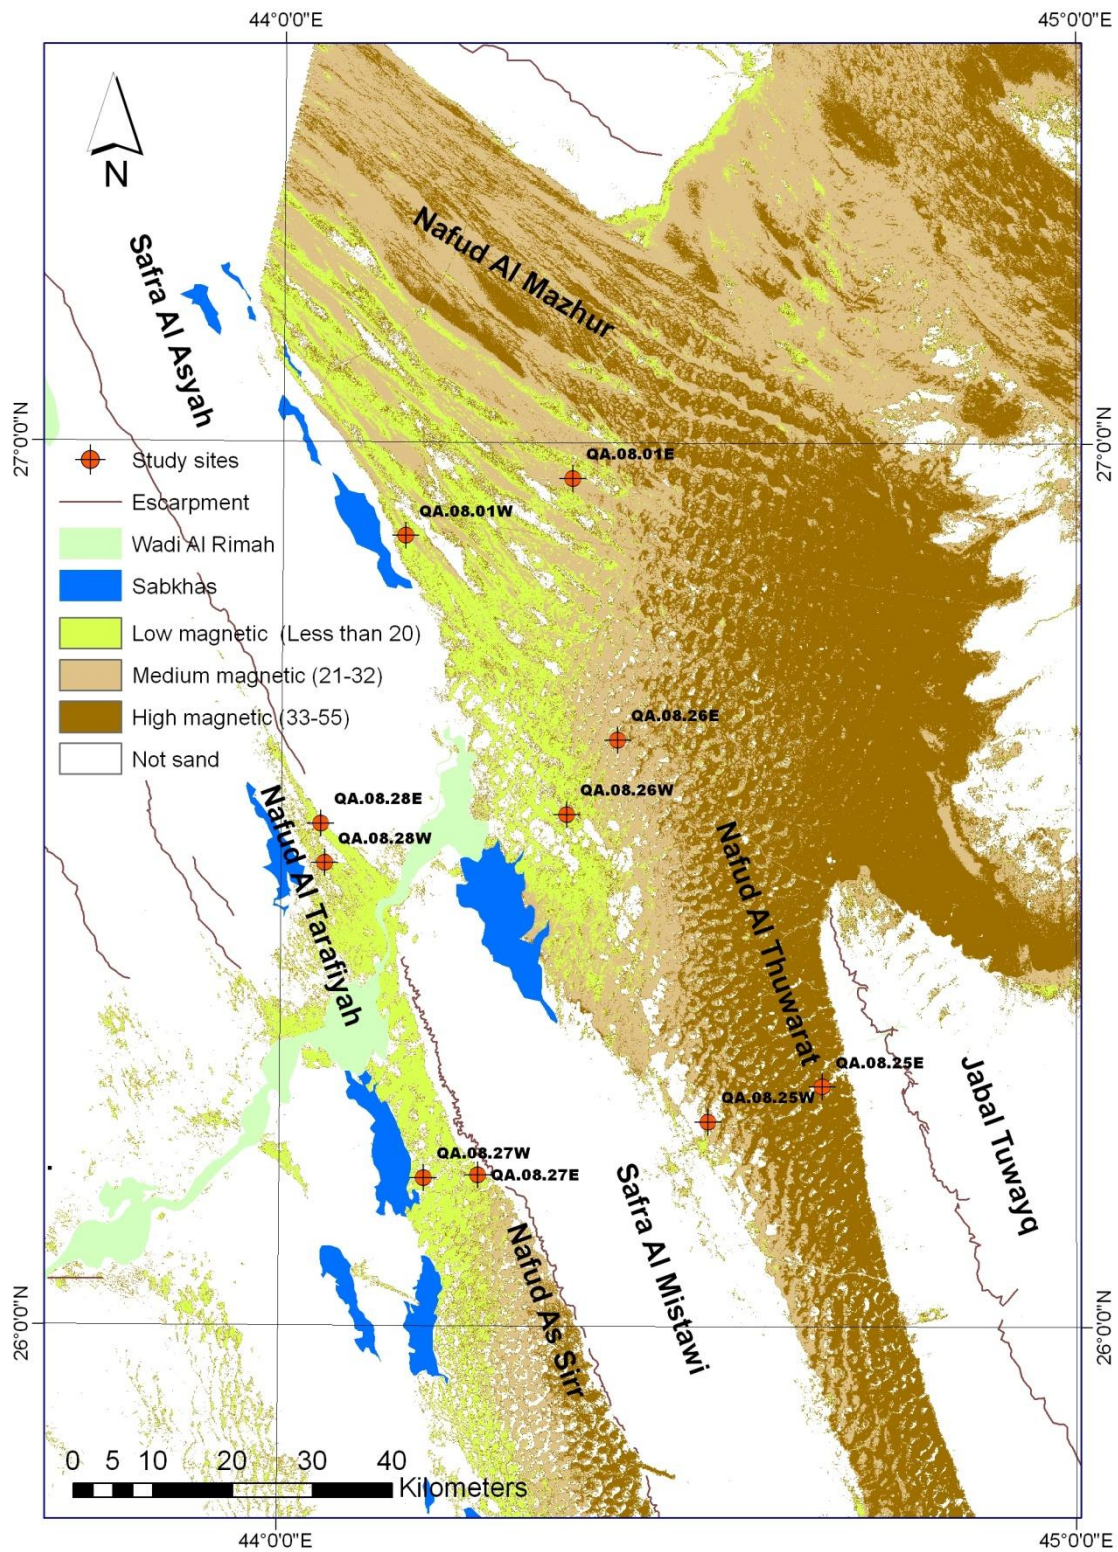 44°0'0"E
45°0'0"E
N
Safra Al Asyah
Nafud Al Mazhur
27°0'0"N
27°0'0"N
QA.08.01E
Study sites
QA.08.01W
Escarpment
Wadi Al Rimah
Sabkhas
Low magnetic (Less than 20)
Medium magnetic (21-32)
High magnetic (33-55)
Not sand
QA.08.26E
QA.08.26W
QA.08.28E
QA.08.28W
Nafud Al Tarafiyah
Nafud Al Thuwarat
QA.08.25E
QA.08.25W
Jabal Tuwayq
QA.08.27W
QA.08.27E
Safra Al Mistawi
Nafud As Sirr
26°0'0"N
26°0'0"N
0 5 10 20 30 40
Kilometers
44°0'0"E
45°0'0"E